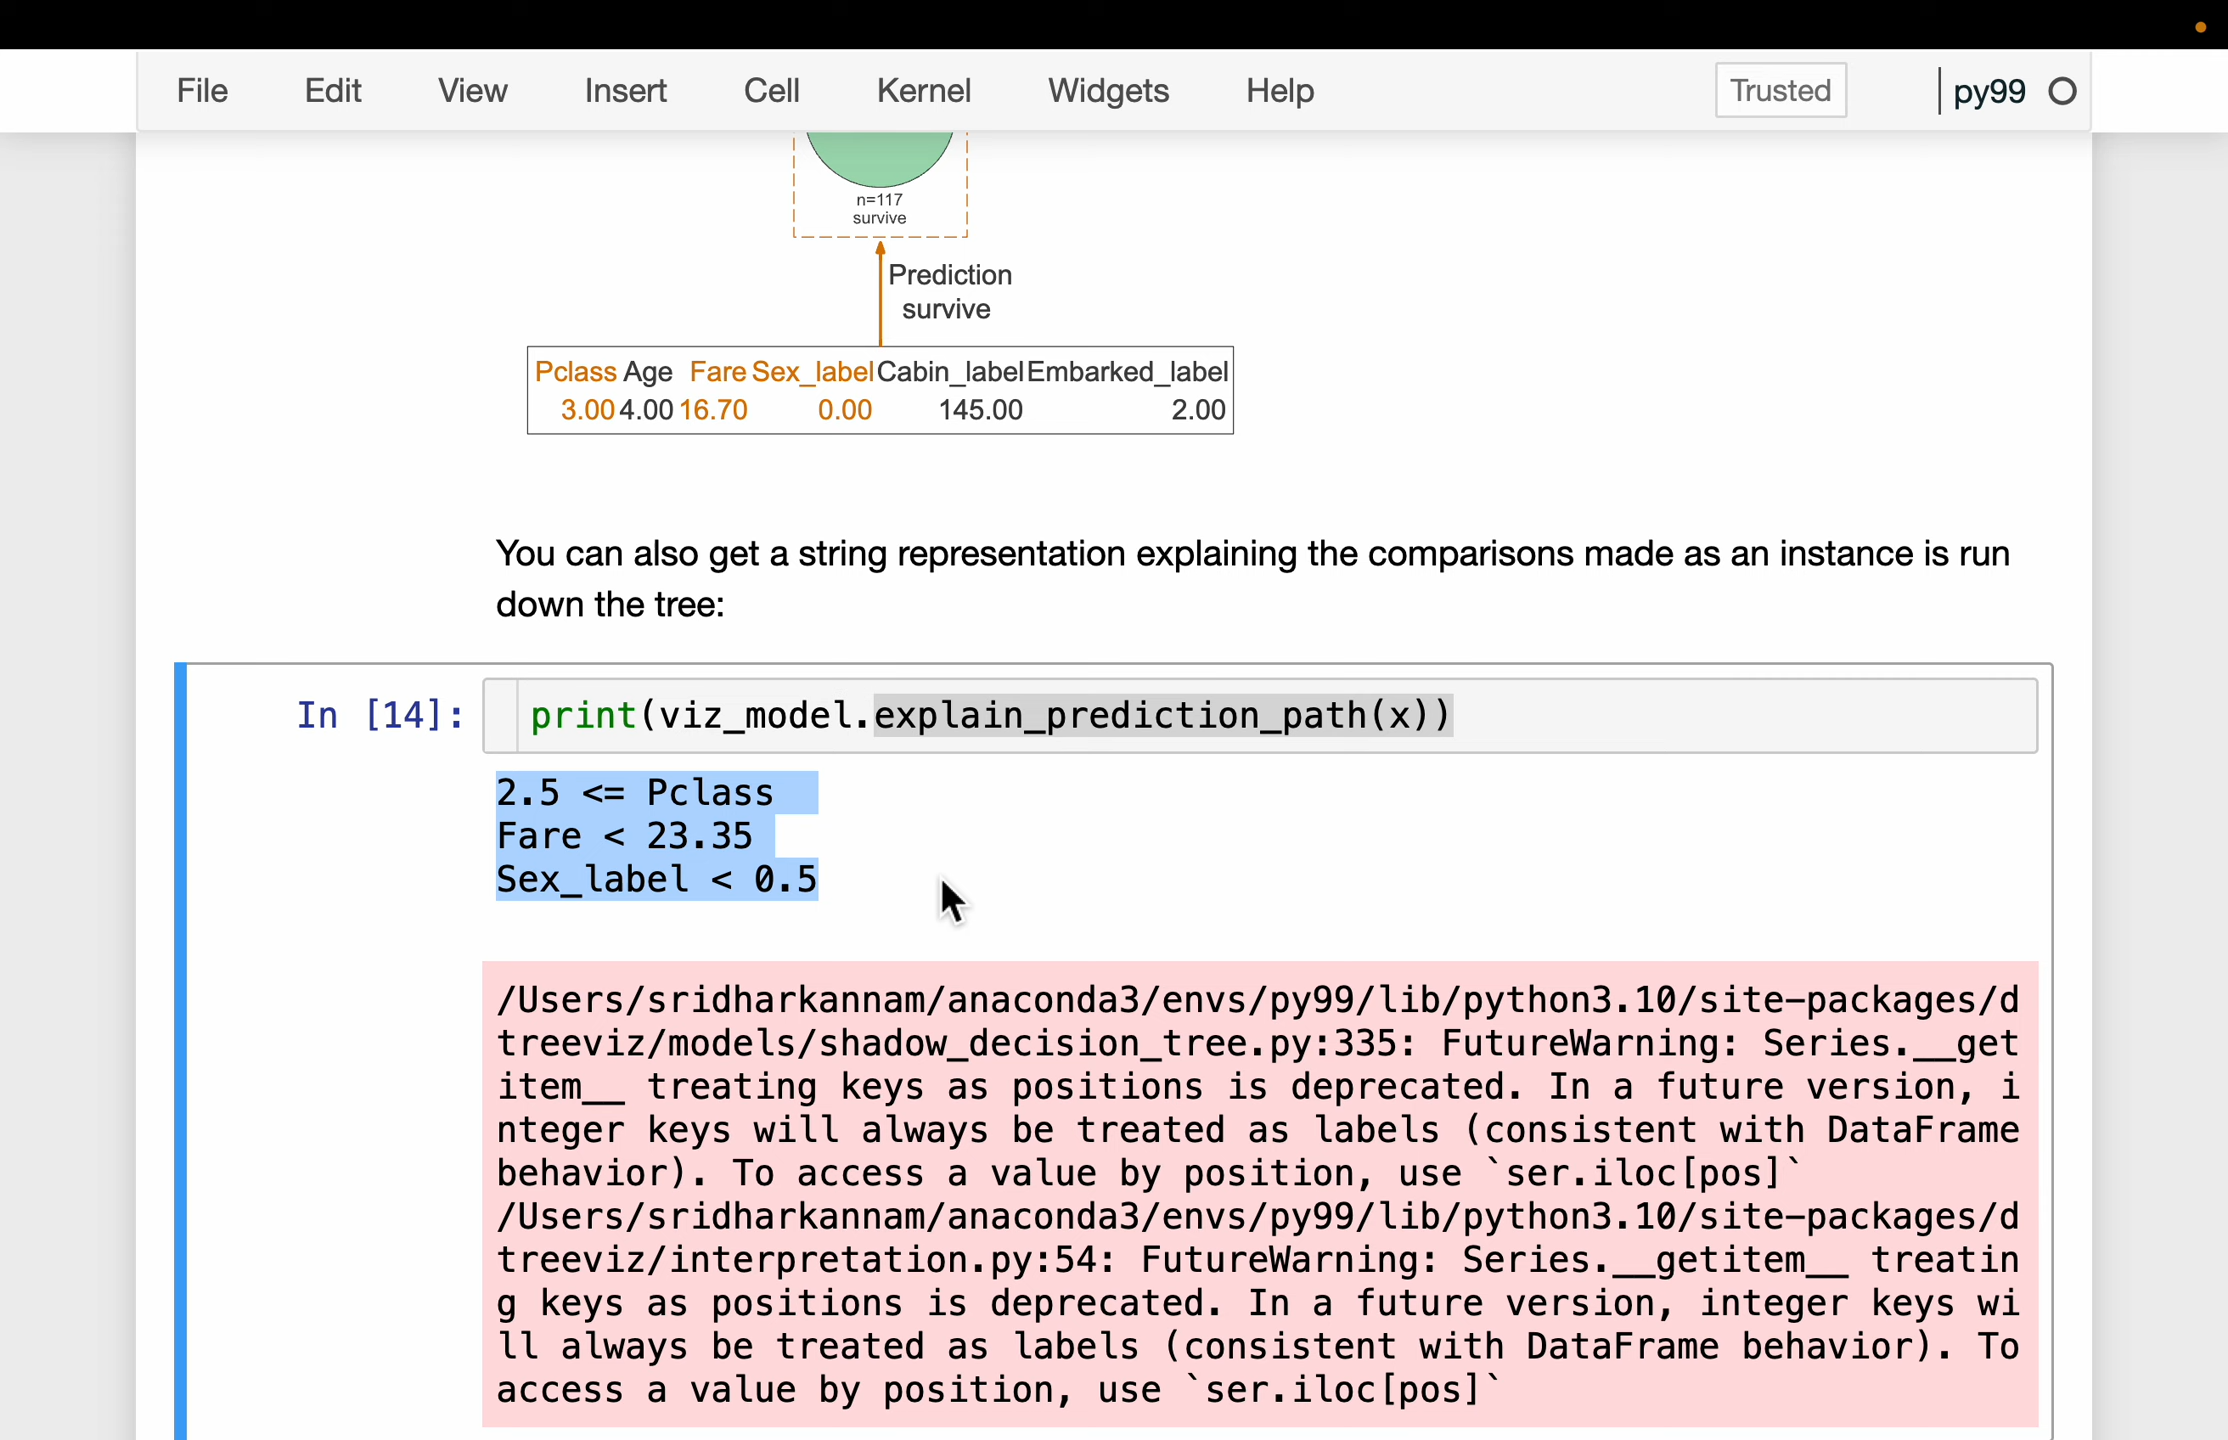 File Edit View Insert Cell Kernel Widgets Help Trusted py99
n=117
survive
Prediction
survive
Pclass Age Fare Sex_label Cabin_label Embarked_label
3.00 4.00 16.70 0.00 145.00 2.00
You can also get a string representation explaining the comparisons made as an instance is run
down the tree:
In [14]: print(viz_model.explain_prediction_path(x))
2.5 <= Pclass
Fare < 23.35
Sex_label < 0.5
/Users/sridharkannam/anaconda3/envs/py99/lib/python3.10/site-packages/d
treeviz/models/shadow_decision_tree.py:335: FutureWarning: Series.__get
item__ treating keys as positions is deprecated. In a future version, i
nteger keys will always be treated as labels (consistent with DataFrame
behavior). To access a value by position, use `ser.iloc[pos]`
/Users/sridharkannam/anaconda3/envs/py99/lib/python3.10/site-packages/d
treeviz/interpretation.py:54: FutureWarning: Series.__getitem__ treatin
g keys as positions is deprecated. In a future version, integer keys wi
ll always be treated as labels (consistent with DataFrame behavior). To
access a value by position, use `ser.iloc[pos]`